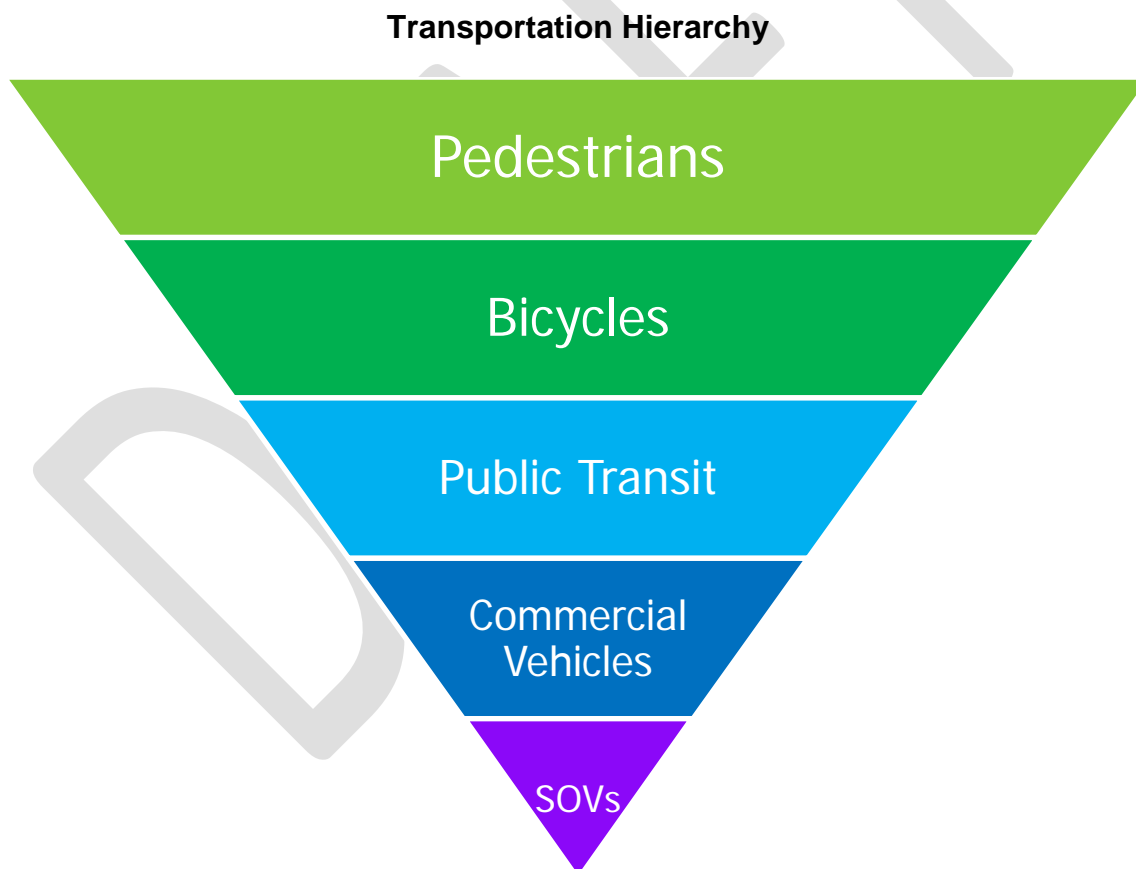 Transportation Hierarchy
Pedestrians
Bicycles
Public Transit
Commercial
Vehicles
SOVs